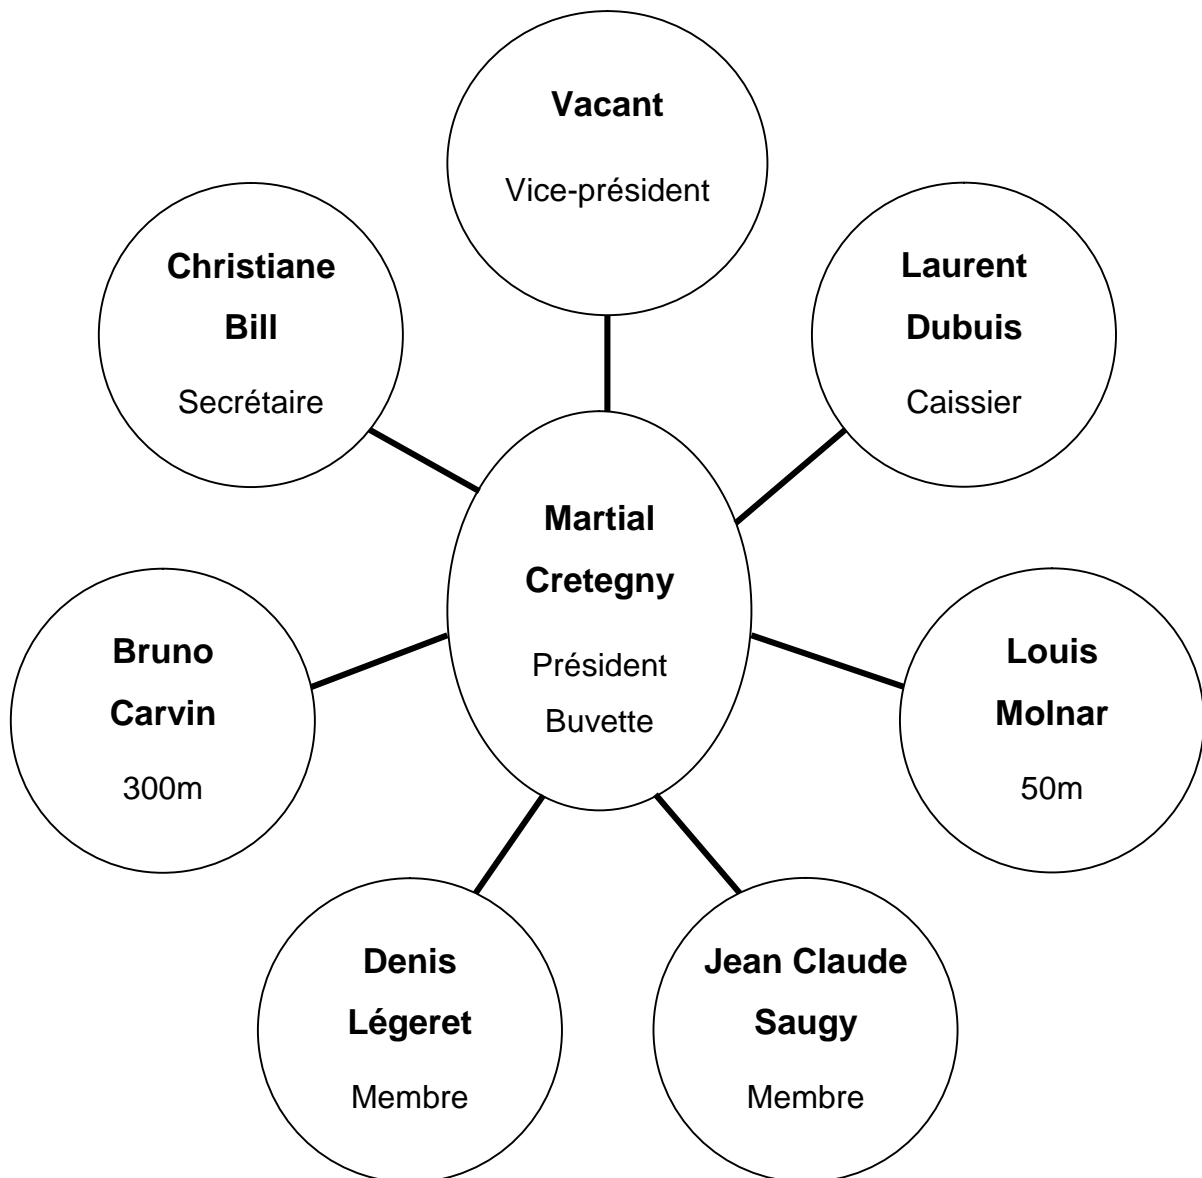 Vacant
Vice-président
Christiane
Bill
Secrétaire
Laurent
Dubuis
Caissier
Martial
Cretegny
Président
Buvette
Bruno
Carvin
300m
Louis
Molnar
50m
Denis
Légeret
Membre
Jean Claude
Saugy
Membre